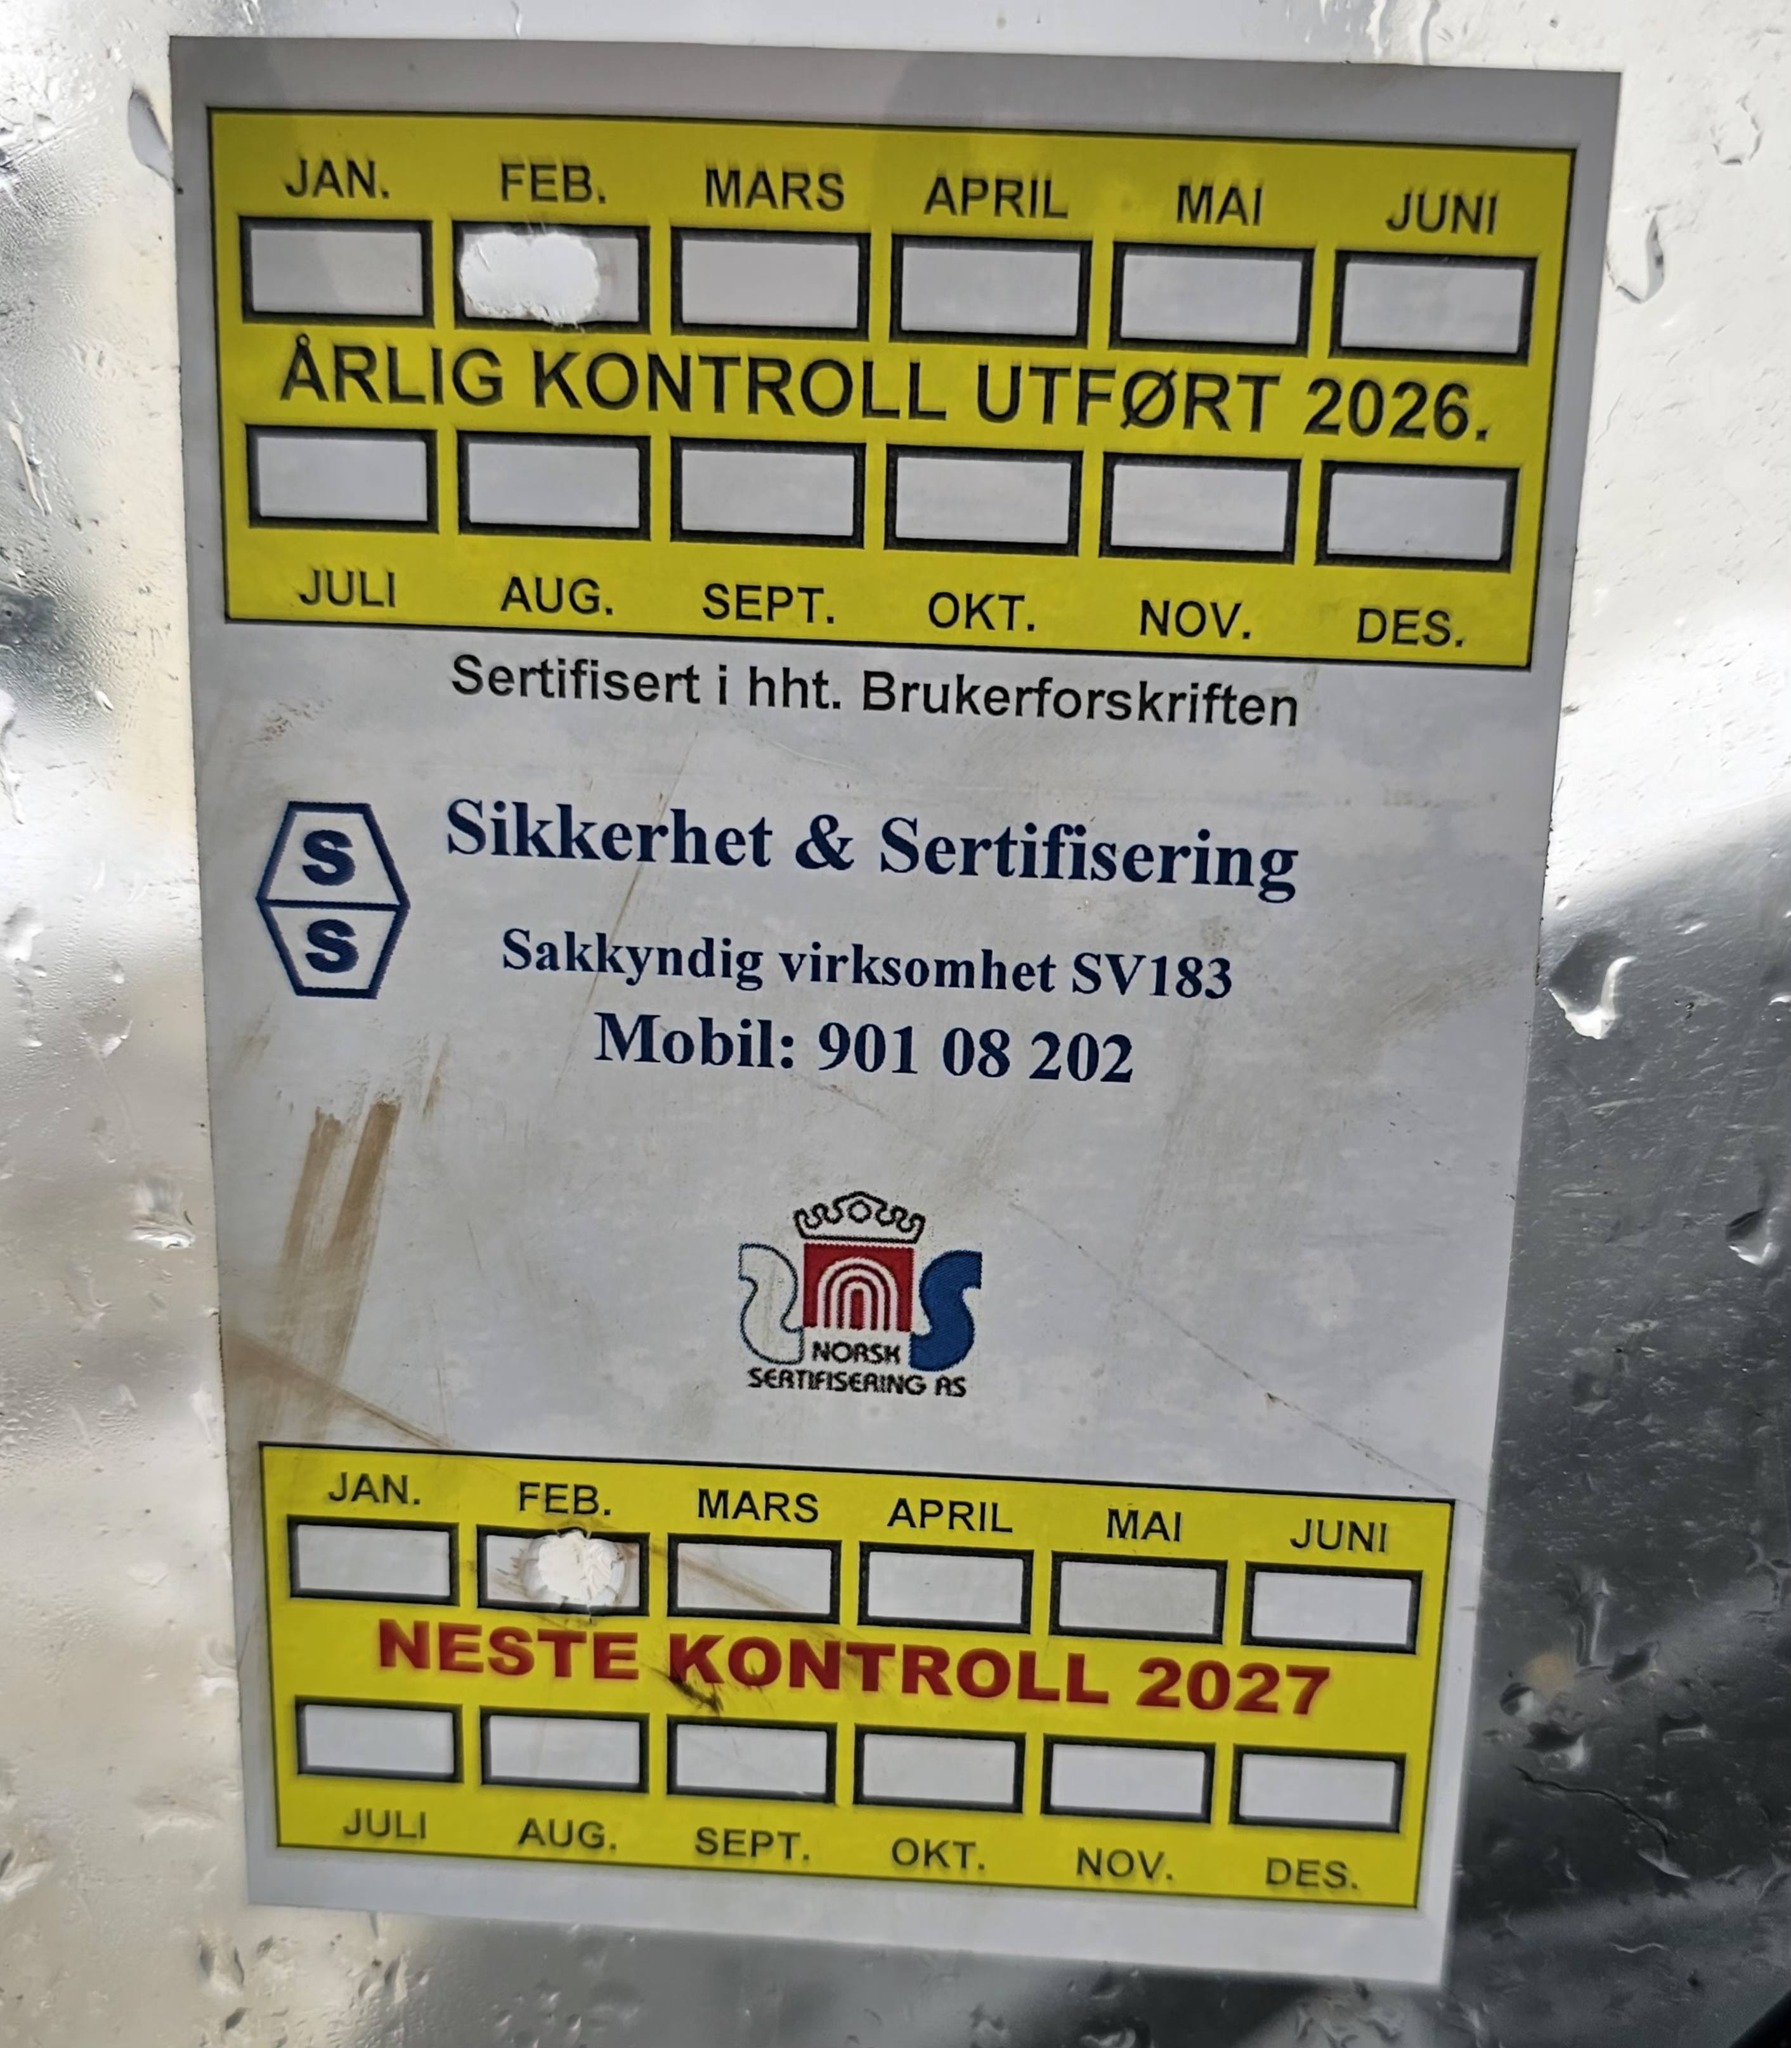 JAN. FEB. MARS APRIL MAI JUNI
ÅRLIG KONTROLL UTFØRT 2026.
JULI AUG. SEPT. OKT. NOV. DES.
Sertifisert i hht. Brukerforskriften
S
S
Sikkerhet & Sertifisering
Sakkyndig virksomhet SV183
Mobil: 901 08 202
NORSK
SERTIFISERING AS
JAN. FEB. MARS APRIL MAI JUNI
NESTE KONTROLL 2027
JULI AUG. SEPT. OKT. NOV. DES.